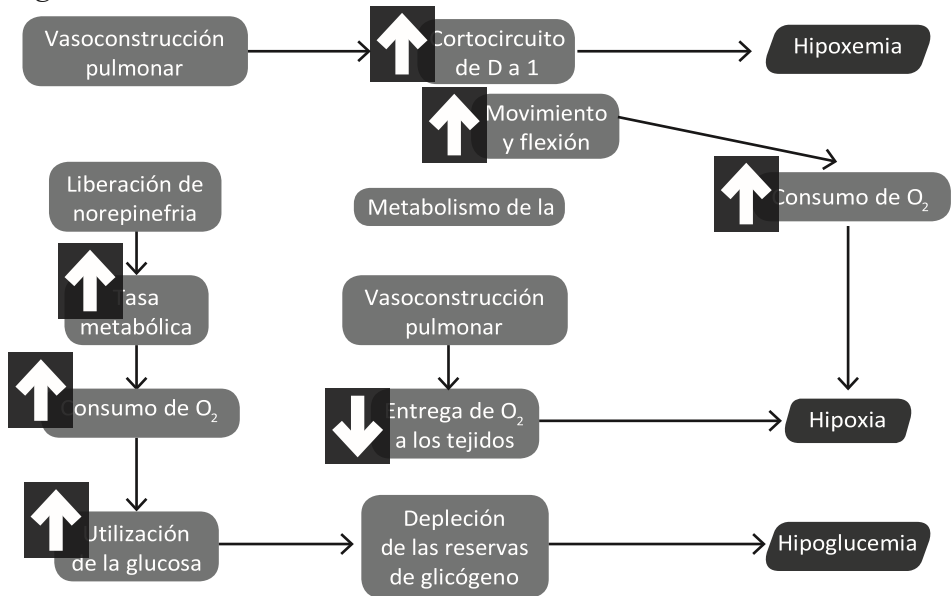 Vasoconstrucción
pulmonar
Cortocircuito
de D a 1
Hipoxemia
Movimiento
y flexión
Liberación de
norepinefria
Metabolismo de la
Consumo de O₂
Tasa
metabólica
Vasoconstrucción
pulmonar
Consumo de O₂
Entrega de O₂
a los tejidos
Hipoxia
Utilización
de la glucosa
Depleción
de las reservas
de glicógeno
Hipoglucemia